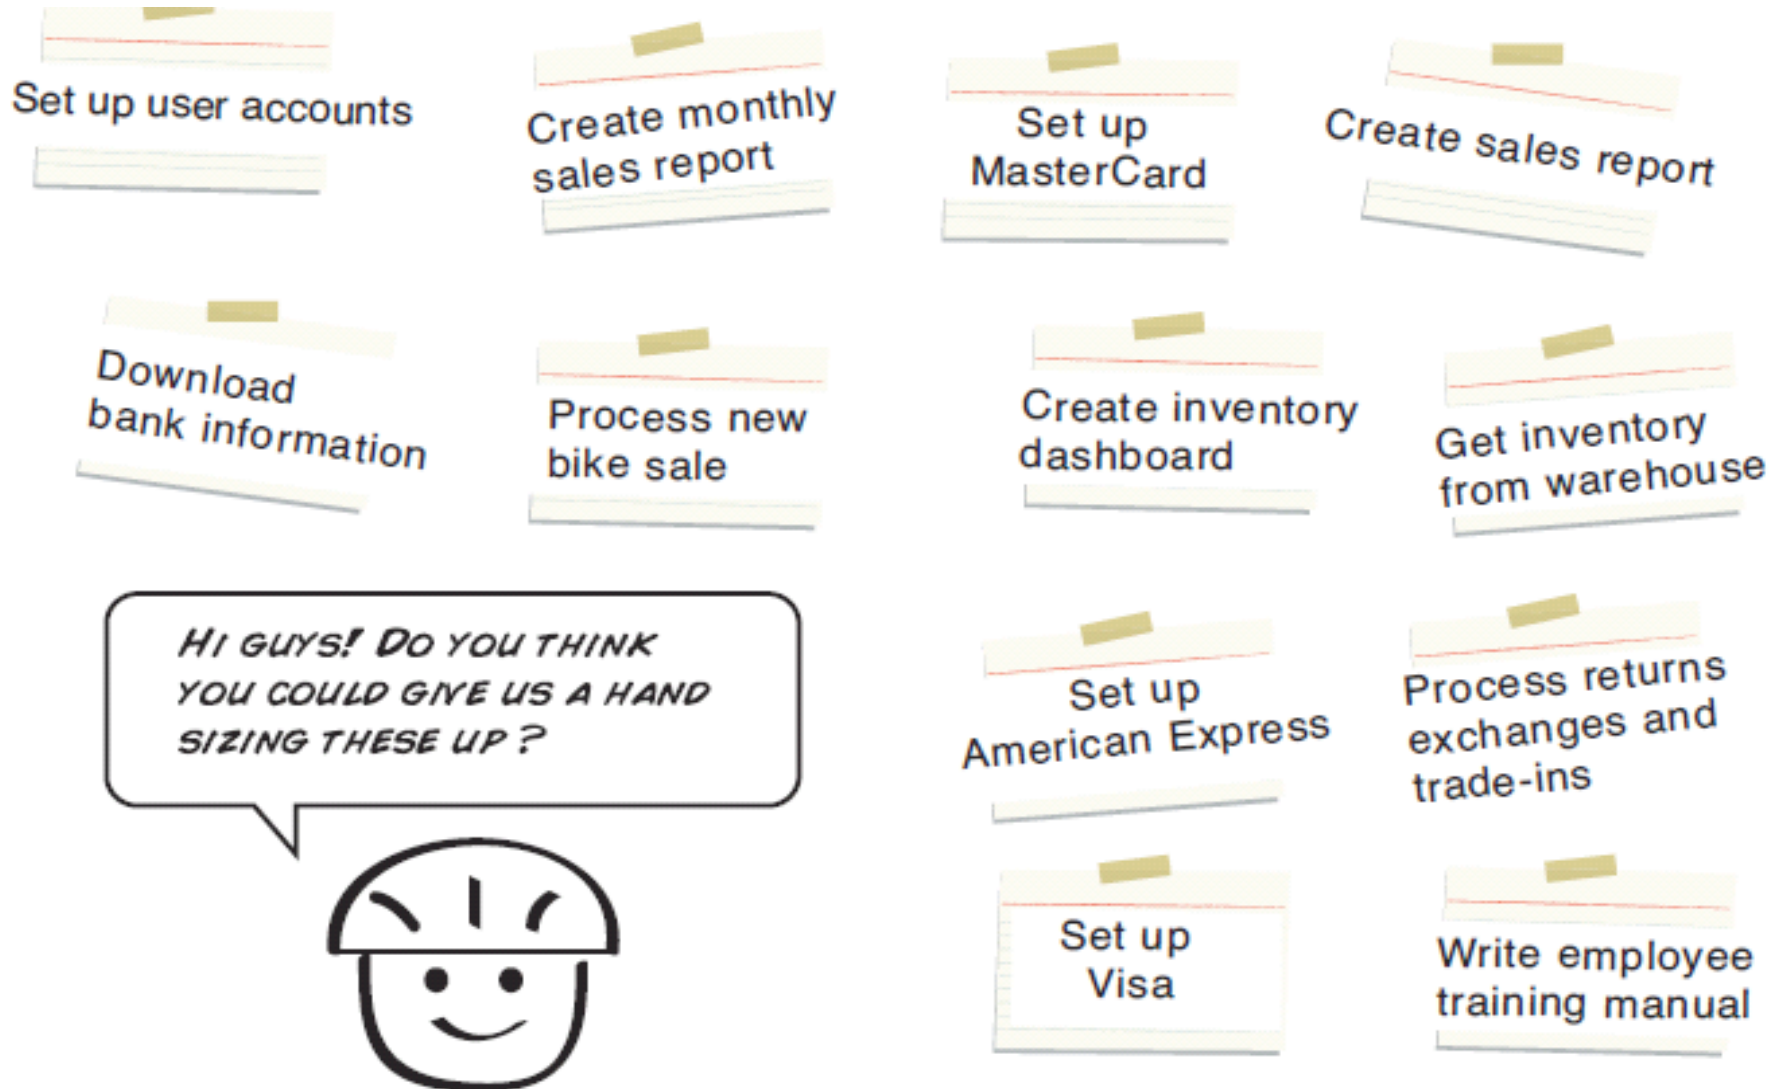 Set up user accounts
Create monthly
sales report
Set up
MasterCard
Create sales report
Download
bank information
Process new
bike sale
Create inventory
dashboard
Get inventory
from warehouse
HI GUYS! DO YOU THINK
YOU COULD GIVE US A HAND
SIZING THESE UP?
Set up
American Express
Process returns
exchanges and
trade-ins
Set up
Visa
Write employee
training manual